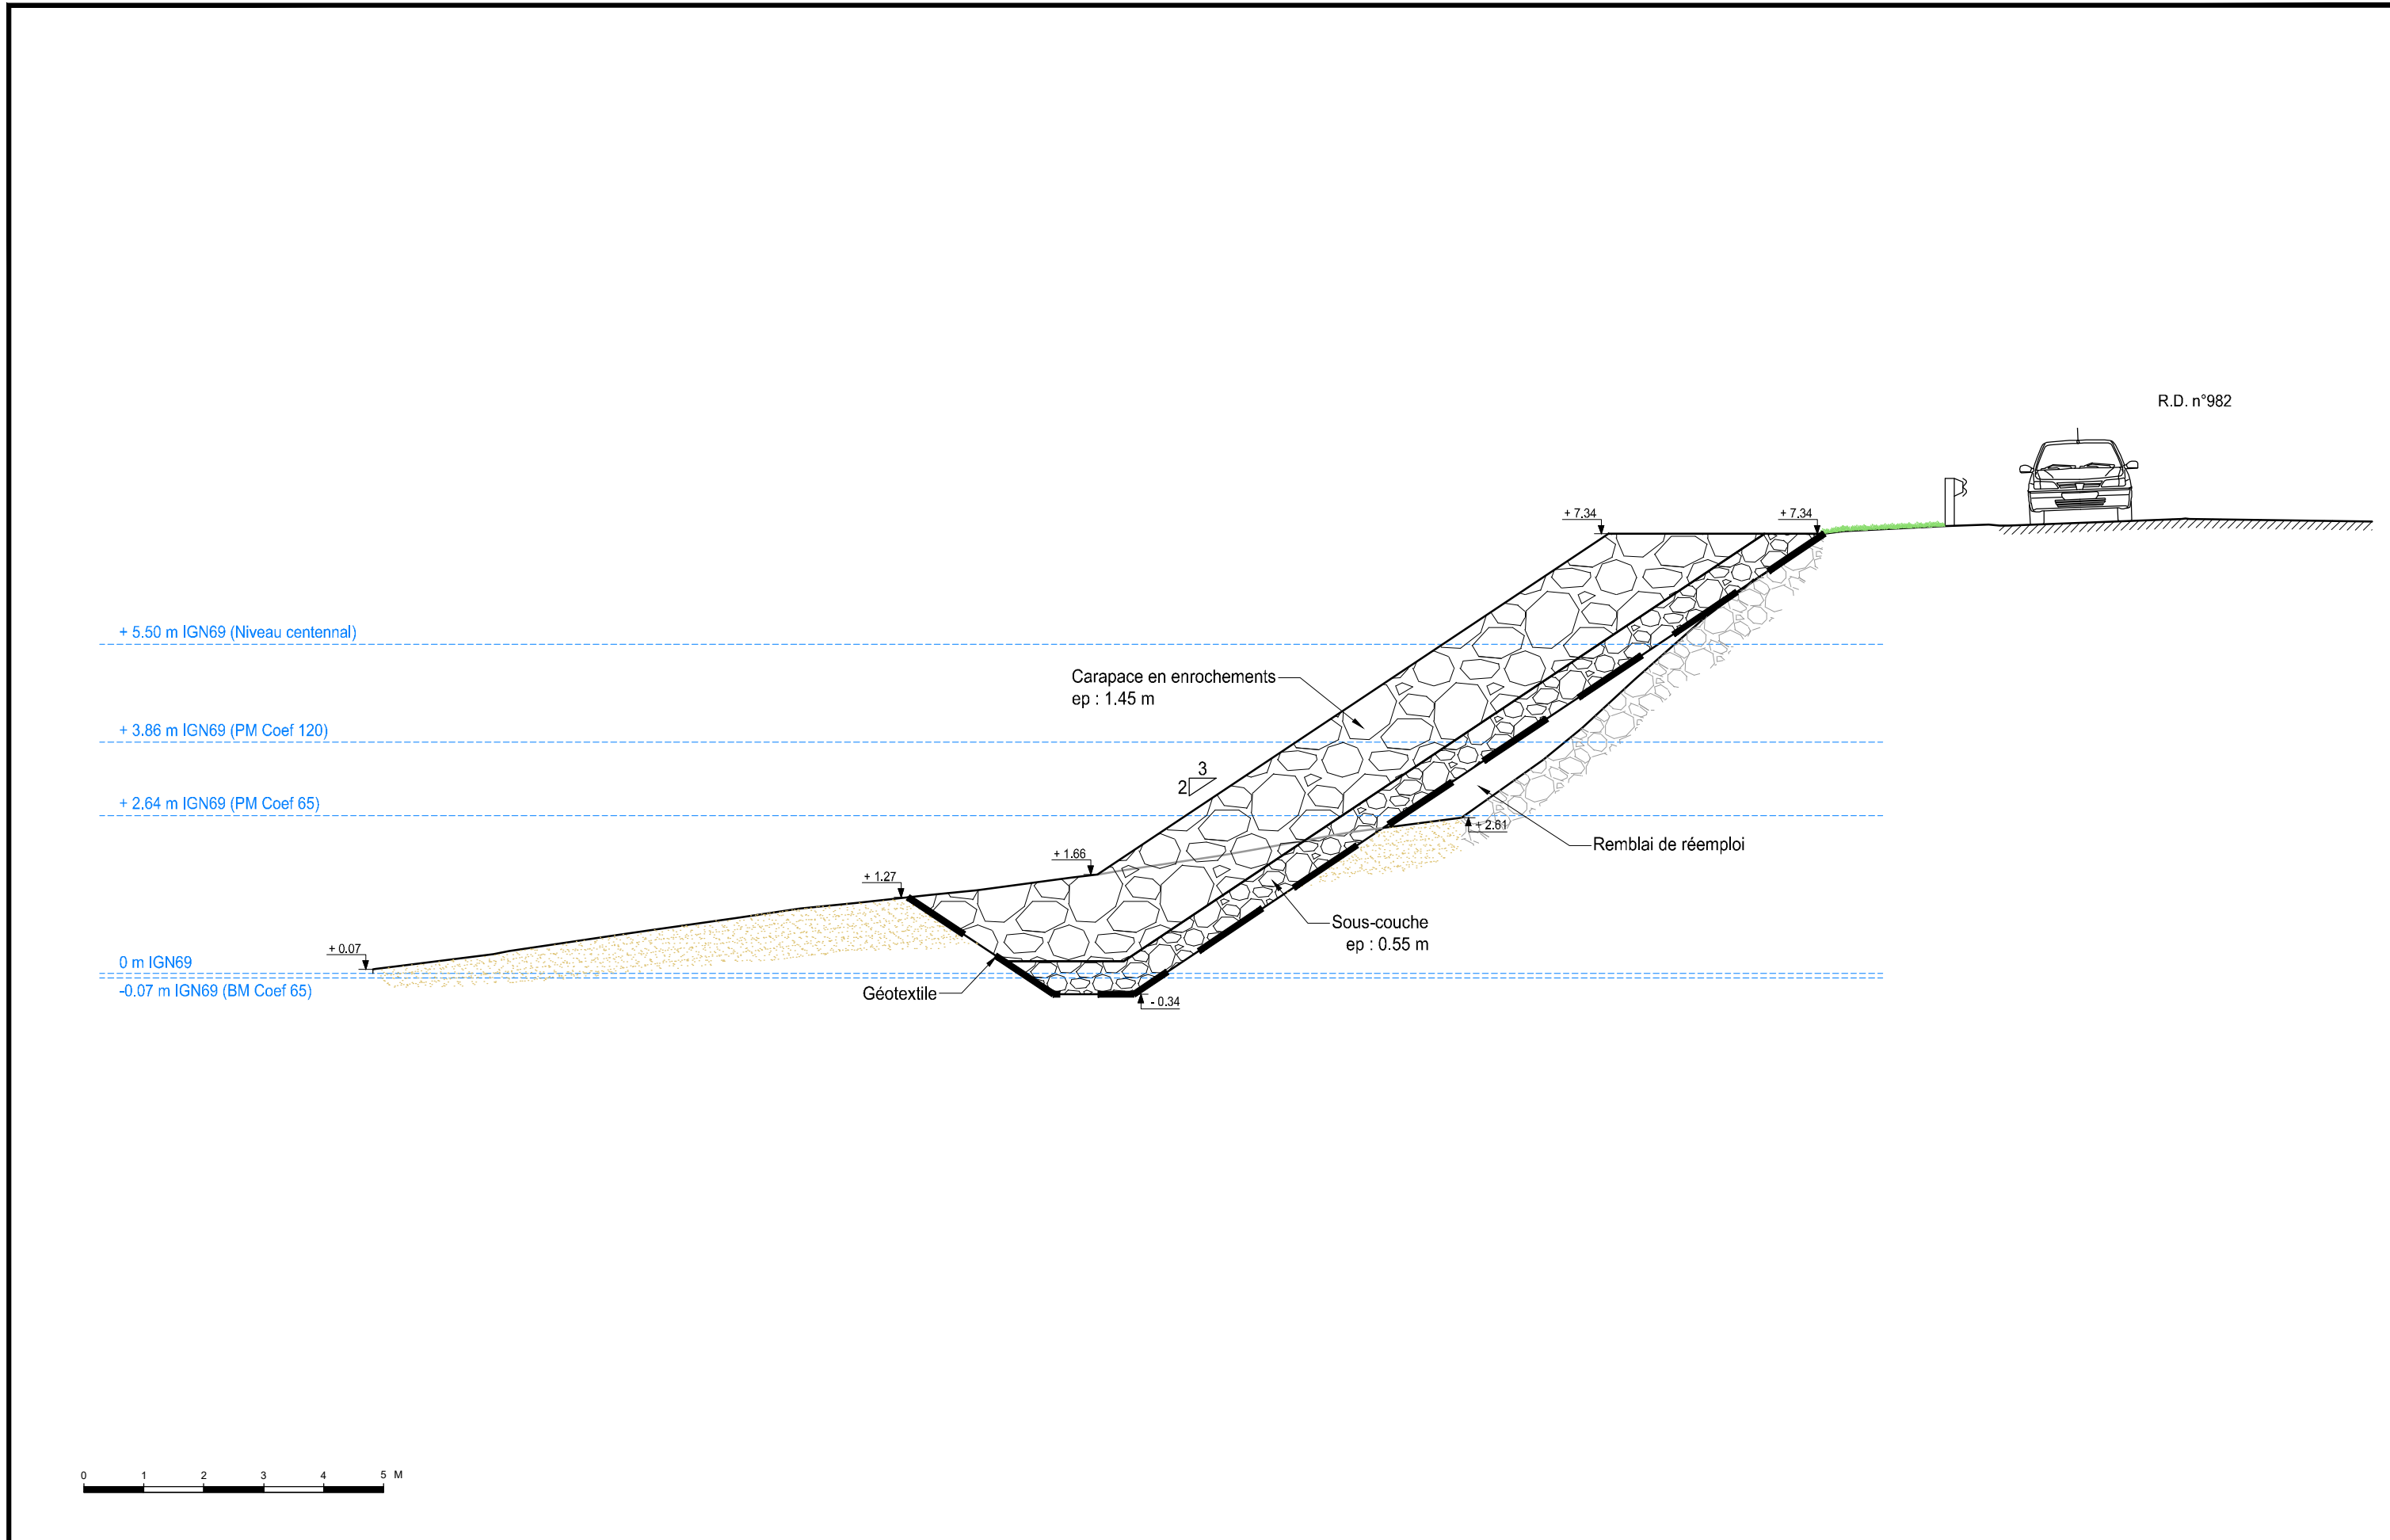 R.D. n°982
+ 7.34
+ 7.34
+ 5.50 m IGN69 (Niveau centennal)
Carapace en enrochements
ep : 1.45 m
+ 3.86 m IGN69 (PM Coef 120)
3
2
+ 2.64 m IGN69 (PM Coef 65)
+ 2.61
Remblai de réemploi
+ 1.66
+ 1.27
Sous-couche
ep : 0.55 m
+ 0.07
0 m IGN69
-0.07 m IGN69 (BM Coef 65)
Géotextile
- 0.34
0 1 2 3 4 5 M